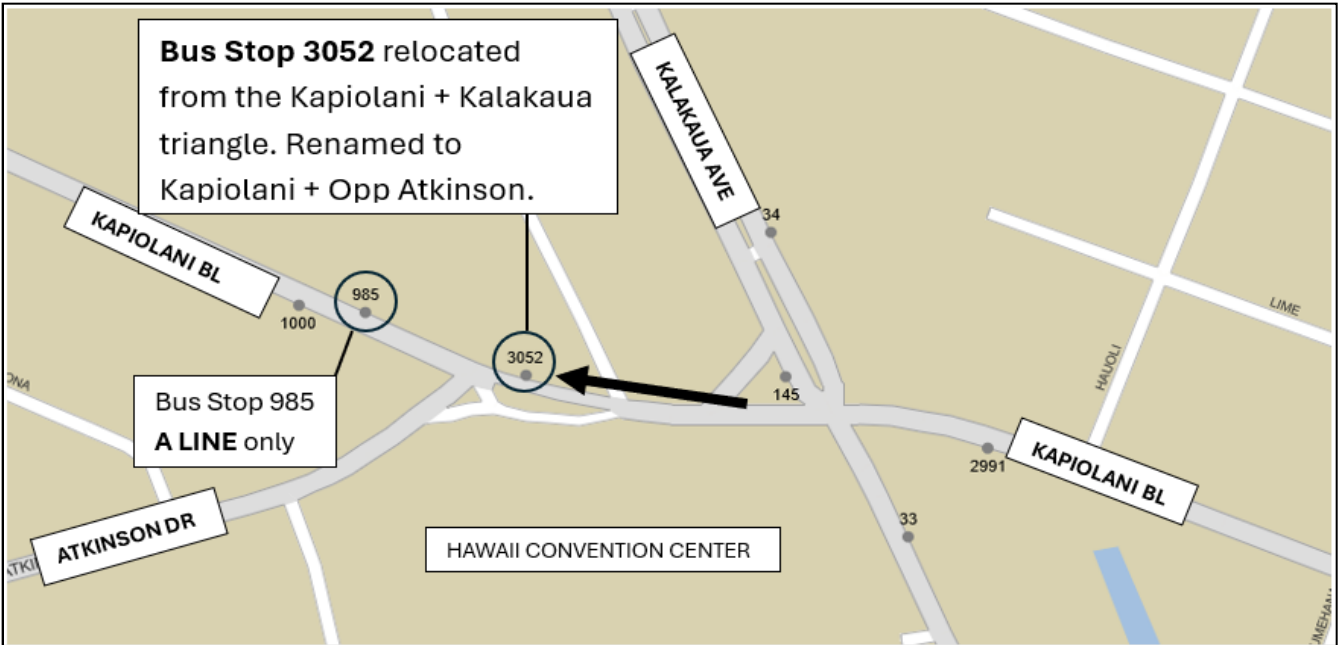 Bus Stop 3052 relocated
from the Kapiolani + Kalakaua
triangle. Renamed to
Kapiolani + Opp Atkinson.
KALAKAUA AVE
34
KAPIOLANI BL
985
1000
3052
145
LIME
HAUOLI
Bus Stop 985
A LINE only
2991
KAPIOLANI BL
33
ATKINSON DR
HAWAII CONVENTION CENTER